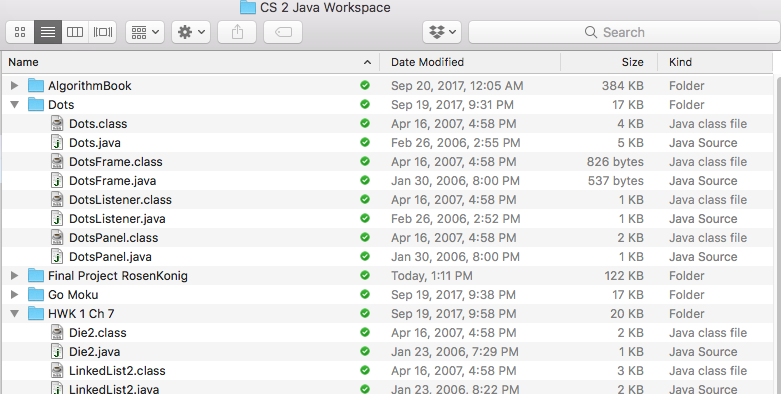 CS 2 Java Workspace
Search
Name Date Modified Size Kind
AlgorithmBook Sep 20, 2017, 12:05 AM 384 KB Folder
Dots Sep 19, 2017, 9:31 PM 17 KB Folder
Dots.class Apr 16, 2007, 4:58 PM 4 KB Java class file
Dots.java Feb 26, 2006, 2:55 PM 5 KB Java Source
DotsFrame.class Apr 16, 2007, 4:58 PM 826 bytes Java class file
DotsFrame.java Jan 30, 2006, 8:00 PM 537 bytes Java Source
DotsListener.class Apr 16, 2007, 4:58 PM 1 KB Java class file
DotsListener.java Feb 26, 2006, 2:52 PM 1 KB Java Source
DotsPanel.class Apr 16, 2007, 4:58 PM 2 KB Java class file
DotsPanel.java Jan 30, 2006, 8:00 PM 1 KB Java Source
Final Project RosenKonig Today, 1:11 PM 122 KB Folder
Go Moku Sep 19, 2017, 9:38 PM 17 KB Folder
HWK 1 Ch 7 Sep 19, 2017, 9:58 PM 20 KB Folder
Die2.class Apr 16, 2007, 4:58 PM 2 KB Java class file
Die2.java Jan 23, 2006, 7:29 PM 1 KB Java Source
LinkedList2.class Apr 16, 2007, 4:58 PM 3 KB Java class file
LinkedList2.java Jan 23, 2006, 8:22 PM 2 KB Java Source